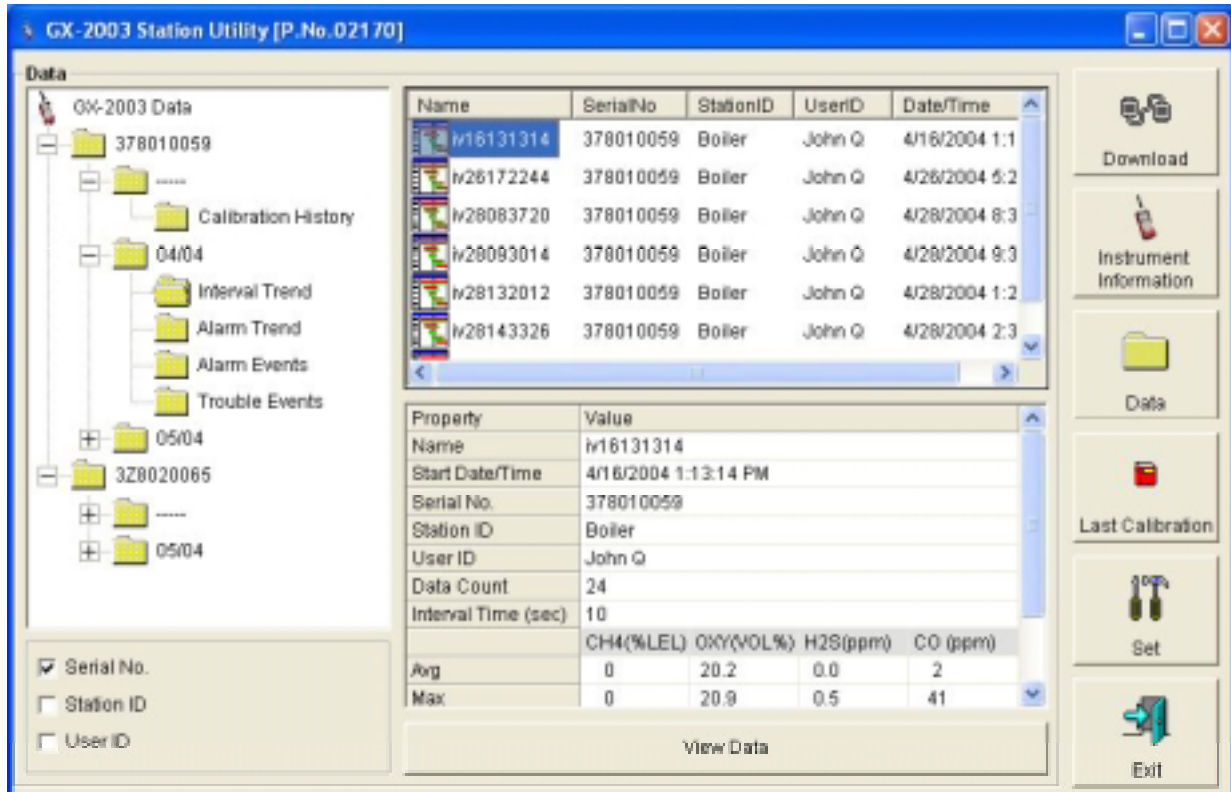 GX-2003 Station Utility [P.No.02170]
Data
GX-2003 Data
378010059
-----
Calibration History
04/04
Interval Trend
Alarm Trend
Alarm Events
Trouble Events
05/04
3Z8020065
-----
05/04
Serial No.
Station ID
User ID
Name SerialNo StationID UserID Date/Time
iv16131314 378010059 Boiler John Q 4/16/2004 1:1
iv26172244 378010059 Boiler John Q 4/26/2004 5:2
iv28083720 378010059 Boiler John Q 4/28/2004 8:3
iv28093014 378010059 Boiler John Q 4/28/2004 9:3
iv28132012 378010059 Boiler John Q 4/28/2004 1:2
iv28143326 378010059 Boiler John Q 4/28/2004 2:3
Property Value
Name iv16131314
Start Date/Time 4/16/2004 1:13:14 PM
Serial No. 378010059
Station ID Boiler
User ID John Q
Data Count 24
Interval Time (sec) 10
CH4(%LEL) OXY(VOL%) H2S(ppm) CO (ppm)
Avg 0 20.2 0.0 2
Max 0 20.9 0.5 41
View Data
Download
Instrument
Information
Data
Last Calibration
Set
Exit